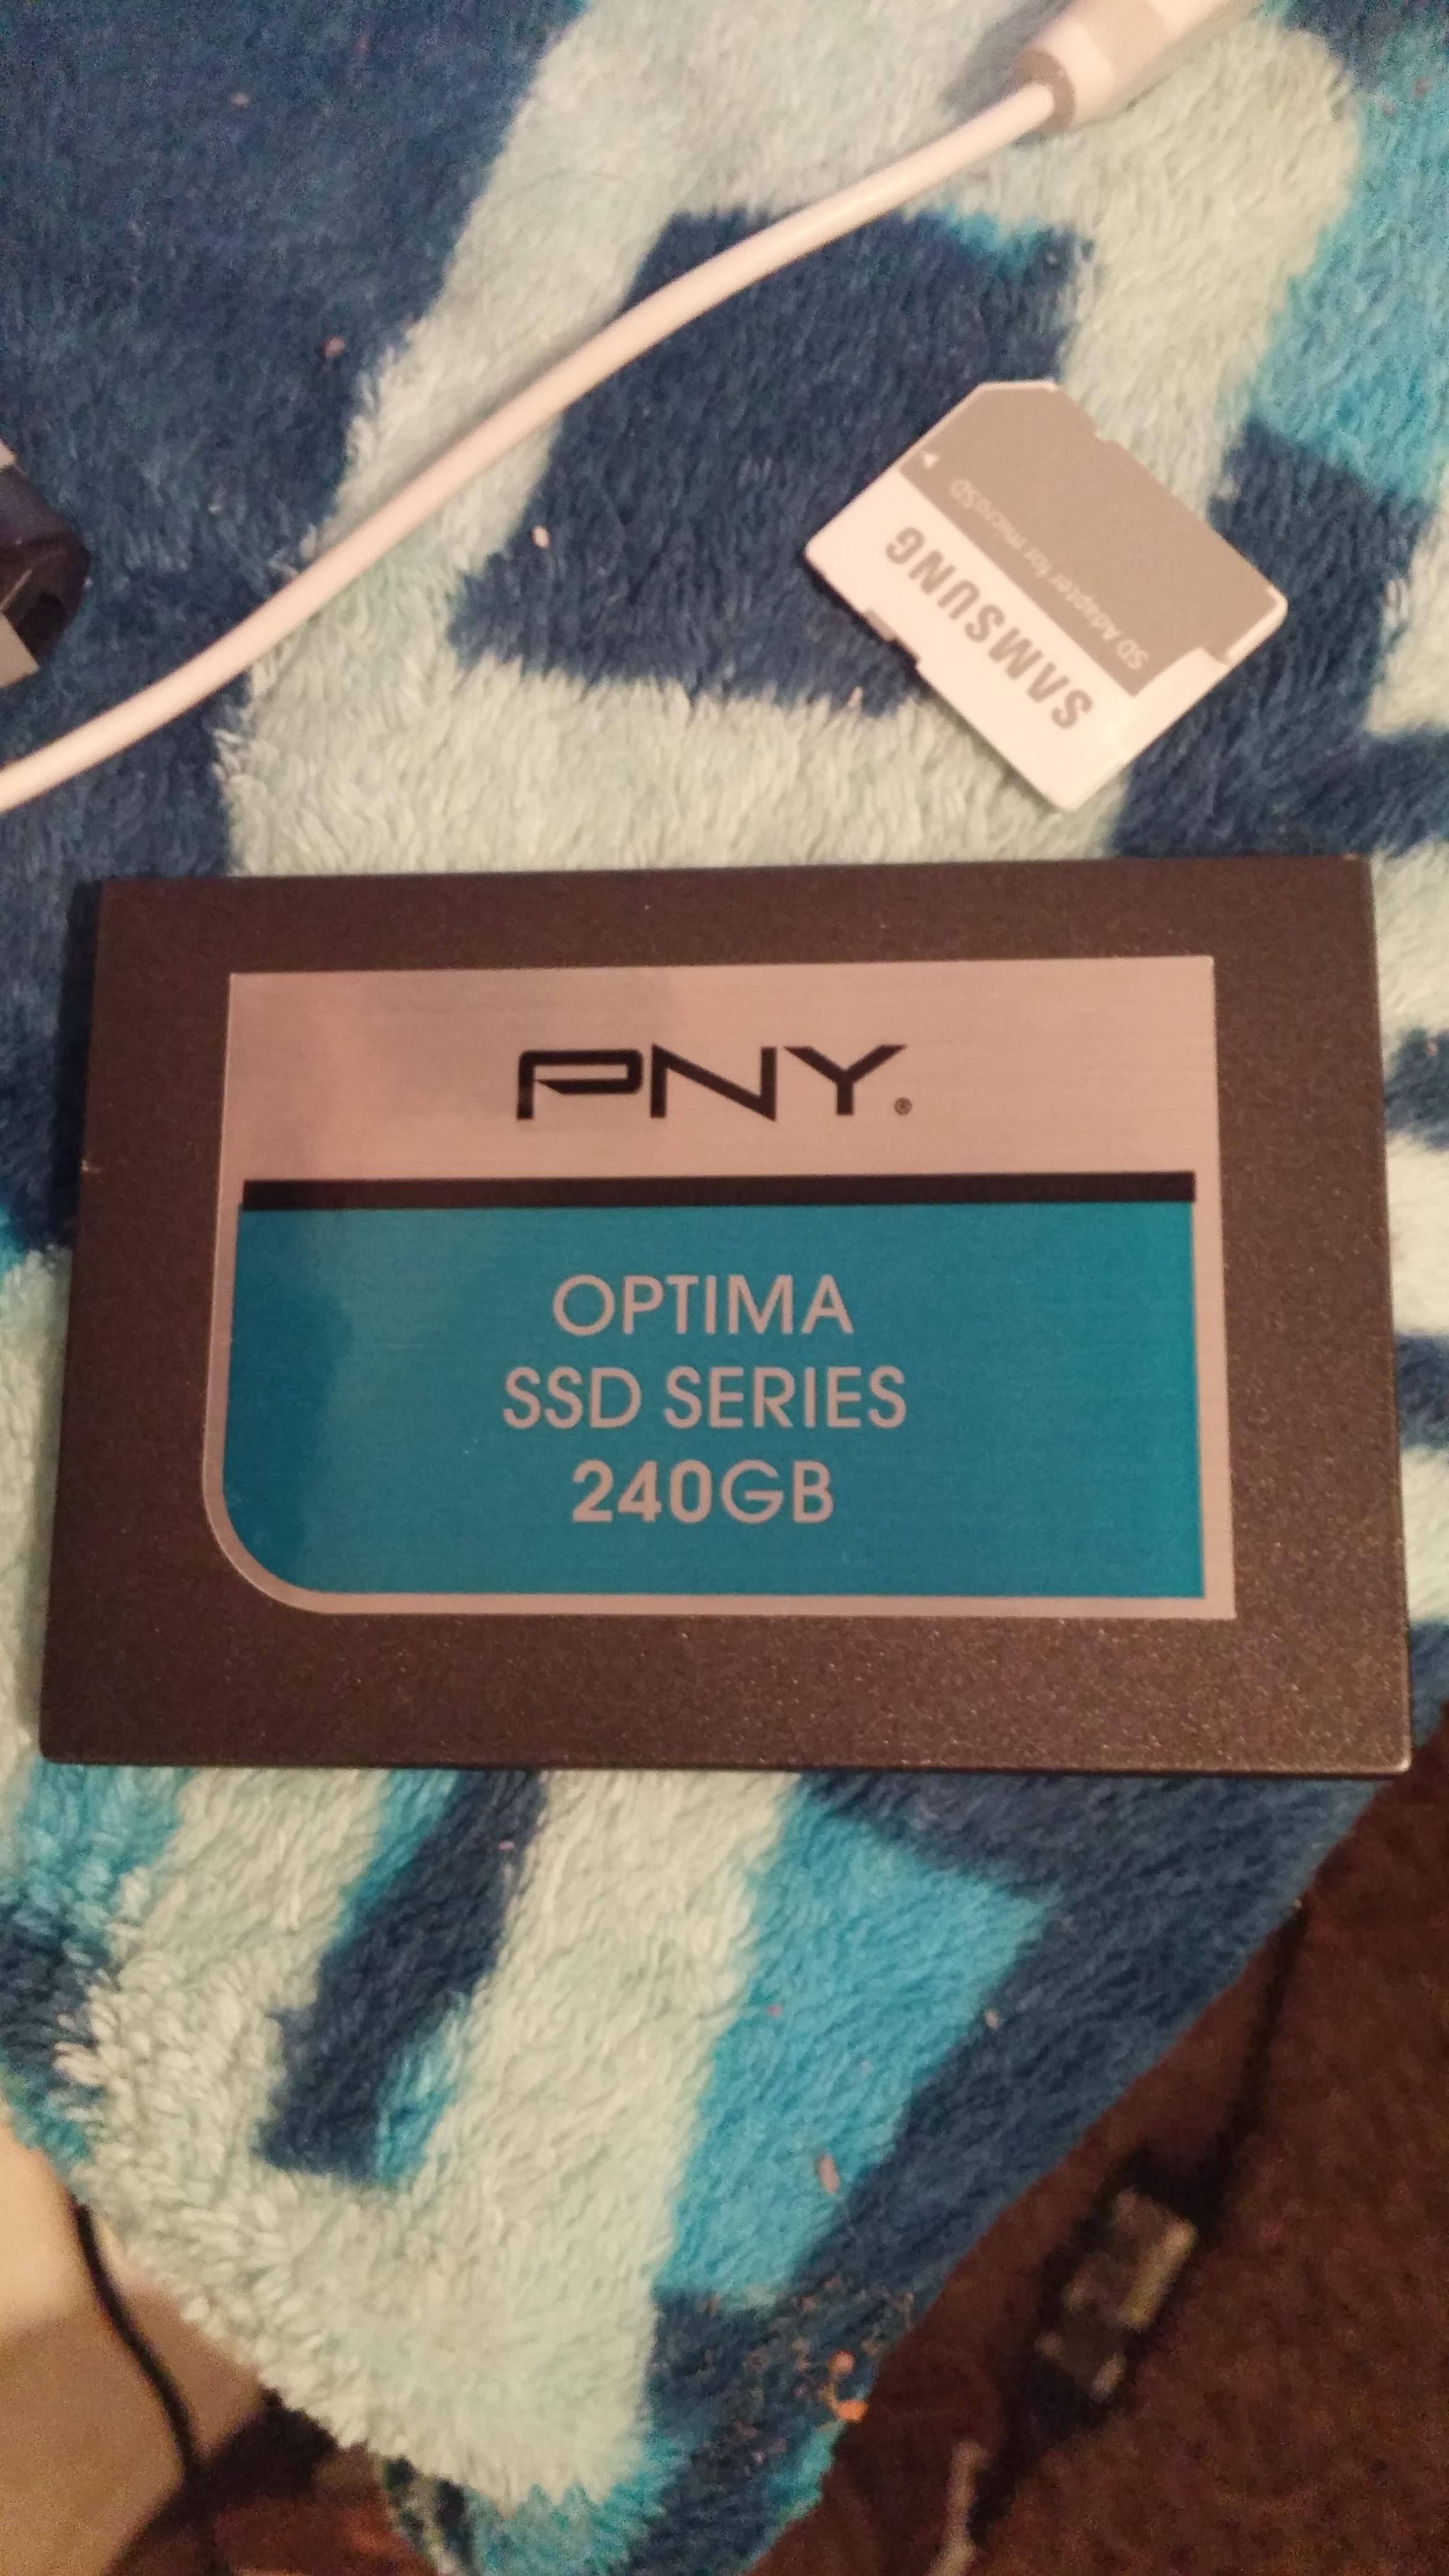 SAMSUNG
SD Adapter for microSD
PNY®
OPTIMA
SSD SERIES
240GB